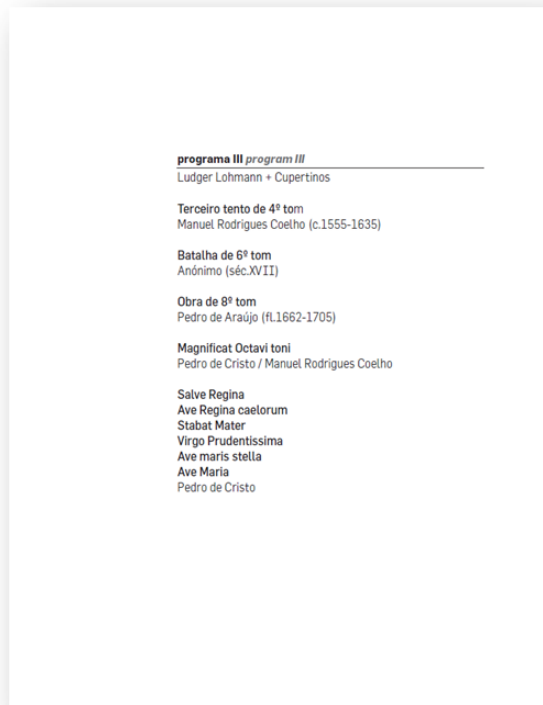 programa III program III
Ludger Lohmann + Cupertinos
Terceiro tento de 4º tom
Manuel Rodrigues Coelho (c.1555-1635)
Batalha de 6º tom
Anónimo (séc.XVII)
Obra de 8º tom
Pedro de Araújo (fl.1662-1705)
Magnificat Octavi toni
Pedro de Cristo / Manuel Rodrigues Coelho
Salve Regina
Ave Regina caelorum
Stabat Mater
Virgo Prudentissima
Ave maris stella
Ave Maria
Pedro de Cristo